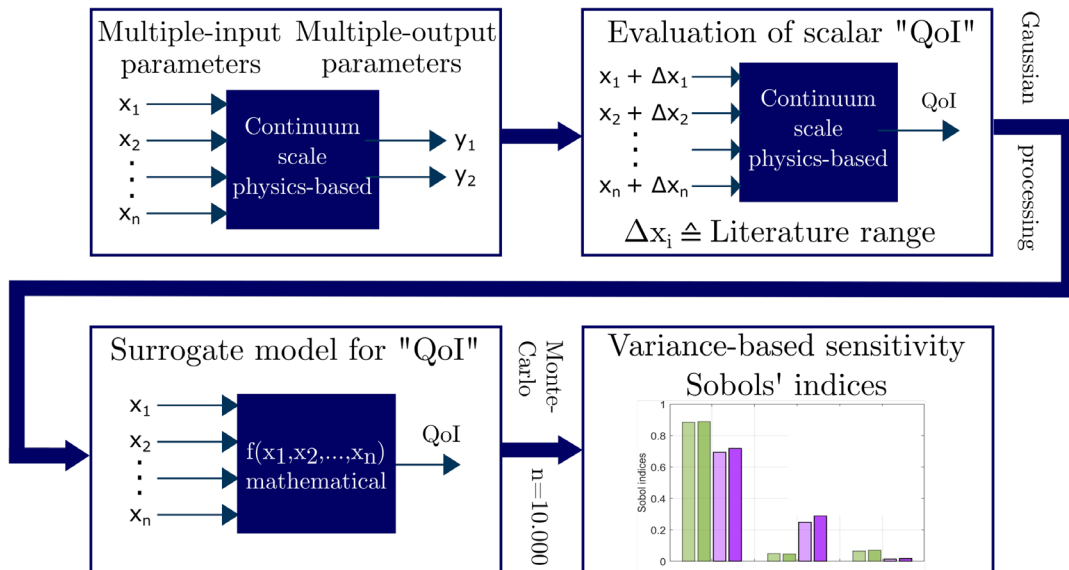 Multiple-input
parameters
Multiple-output
parameters
x1
x2
xn
Continuum
scale
physics-based
y1
y2
Evaluation of scalar "QoI"
x1 + Δx1
x2 + Δx2
xn + Δxn
Continuum
scale
physics-based
QoI
Δxi ≙ Literature range
Gaussian
processing
Surrogate model for "QoI"
x1
x2
xn
f(x1,x2,...,xn)
mathematical
QoI
Monte-
Carlo
n=10.000
Variance-based sensitivity
Sobols' indices
Sobol indices
1
0.8
0.6
0.4
0.2
0